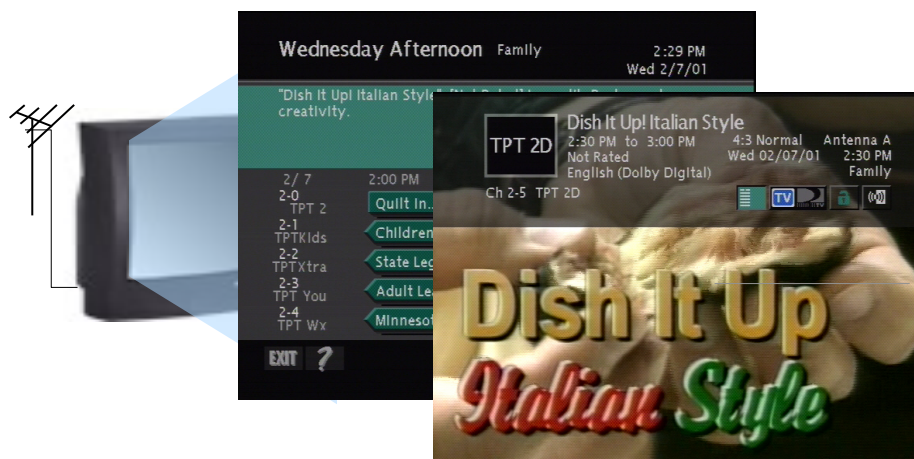 Wednesday Afternoon Family
2:29 PM
Wed 2/7/01
"Dish It Up! Italian Style"
creativity.
2/ 7 2:00 PM
2-0
TPT 2 Quilt In..
2-1
TPTKids Children
2-2
TPTXtra State Leg
2-3
TPT You Adult Le
2-4
TPT Wx Minnesot
EXIT ?
TPT 2D
Dish It Up! Italian Style
2:30 PM to 3:00 PM 4:3 Normal Antenna A
Not Rated Wed 02/07/01 2:30 PM
English (Dolby Digital) Family
Ch 2-5 TPT 2D
TV
Dish It Up
Italian Style